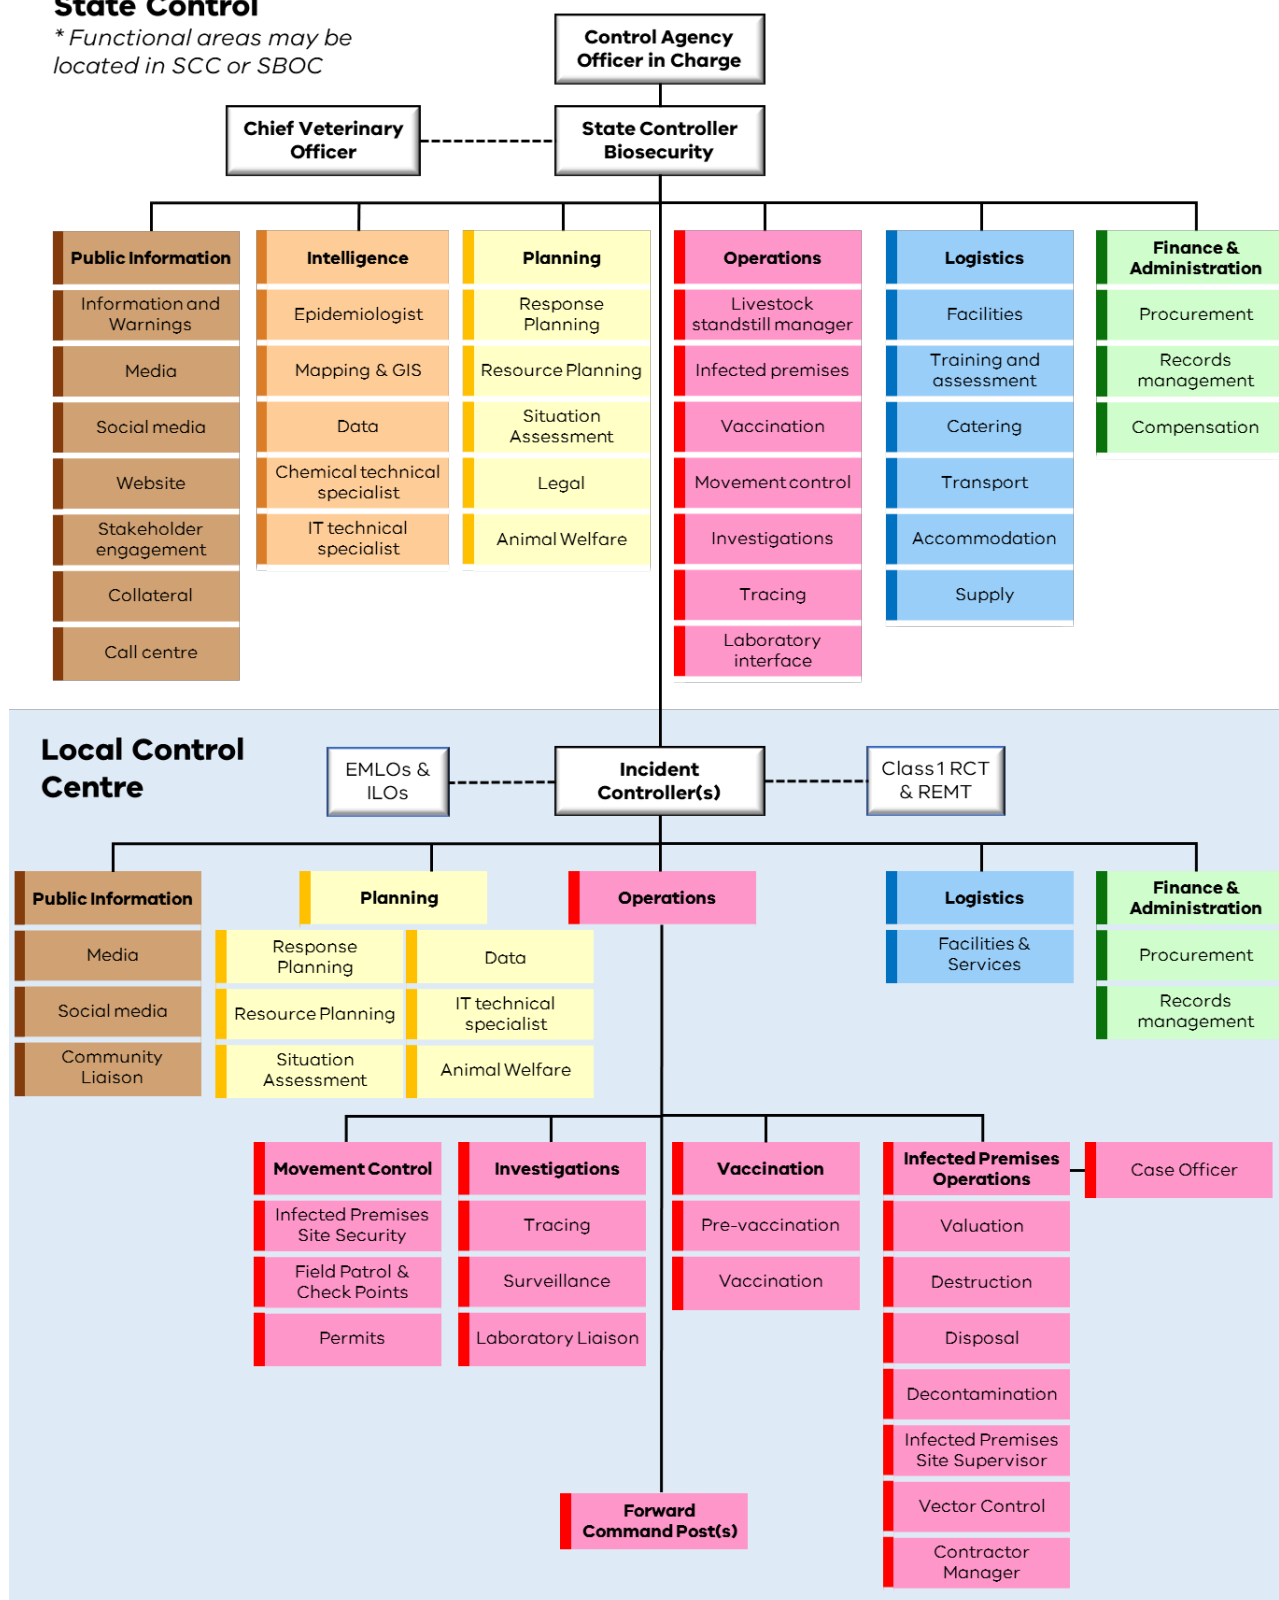 State Control
* Functional areas may be
located in SCC or SBOC
Control Agency
Officer in Charge
Chief Veterinary
Officer
State Controller
Biosecurity
Public Information
Information and
Warnings
Media
Social media
Website
Stakeholder
engagement
Collateral
Call centre
Intelligence
Epidemiologist
Mapping & GIS
Data
Chemical technical
specialist
IT technical
specialist
Planning
Response
Planning
Resource Planning
Situation
Assessment
Legal
Animal Welfare
Operations
Livestock
standstill manager
Infected premises
Vaccination
Movement control
Investigations
Tracing
Laboratory
interface
Logistics
Facilities
Training and
assessment
Catering
Transport
Accommodation
Supply
Finance &
Administration
Procurement
Records
management
Compensation
Local Control
Centre
EMLOs &
ILOs
Incident
Controller(s)
Class 1 RCT
& REMT
Public Information
Media
Social media
Community
Liaison
Planning
Response
Planning
Resource Planning
Situation
Assessment
Data
IT technical
specialist
Animal Welfare
Operations
Logistics
Facilities &
Services
Finance &
Administration
Procurement
Records
management
Movement Control
Infected Premises
Site Security
Field Patrol &
Check Points
Permits
Investigations
Tracing
Surveillance
Laboratory Liaison
Vaccination
Pre-vaccination
Vaccination
Infected Premises
Operations
Case Officer
Valuation
Destruction
Disposal
Decontamination
Infected Premises
Site Supervisor
Vector Control
Contractor
Manager
Forward
Command Post(s)